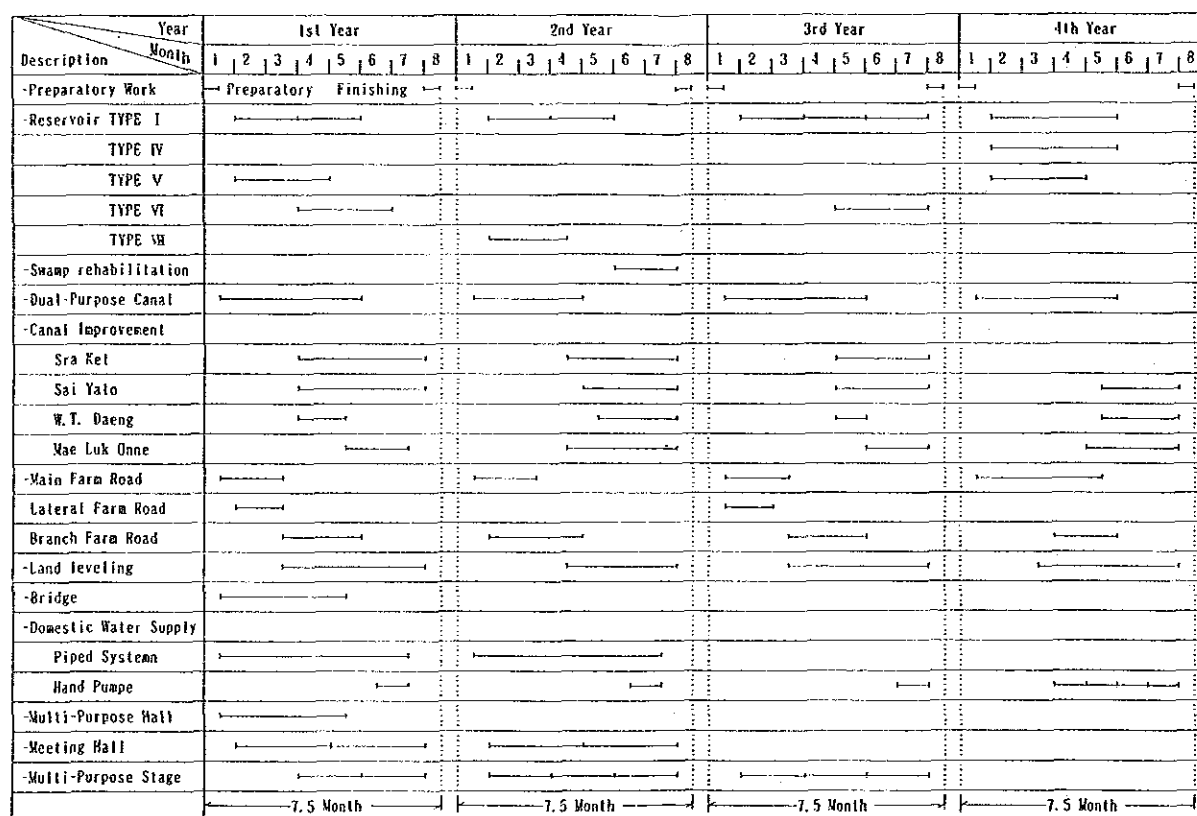 Year 1st Year 2nd Year 3rd Year 4th Year
Month
Description 1 2 3 4 5 6 7 8 1 2 3 4 5 6 7 8 1 2 3 4 5 6 7 8 1 2 3 4 5 6 7 8
-Preparatory Work Preparatory Finishing
-Reservoir TYPE I
TYPE IV
TYPE V
TYPE VI
TYPE VII
-Swamp rehabilitation
-Dual-Purpose Canal
-Canal Improvement
Sra Ket
Sai Yato
W.T. Daeng
Mae Luk Onne
-Main Farm Road
Lateral Farm Road
Branch Farm Road
-Land leveling
-Bridge
-Domestic Water Supply
Piped Systemn
Hand Pumpe
-Multi-Purpose Hall
-Meeting Hall
-Multi-Purpose Stage
7.5 Month 7.5 Month 7.5 Month 7.5 Month